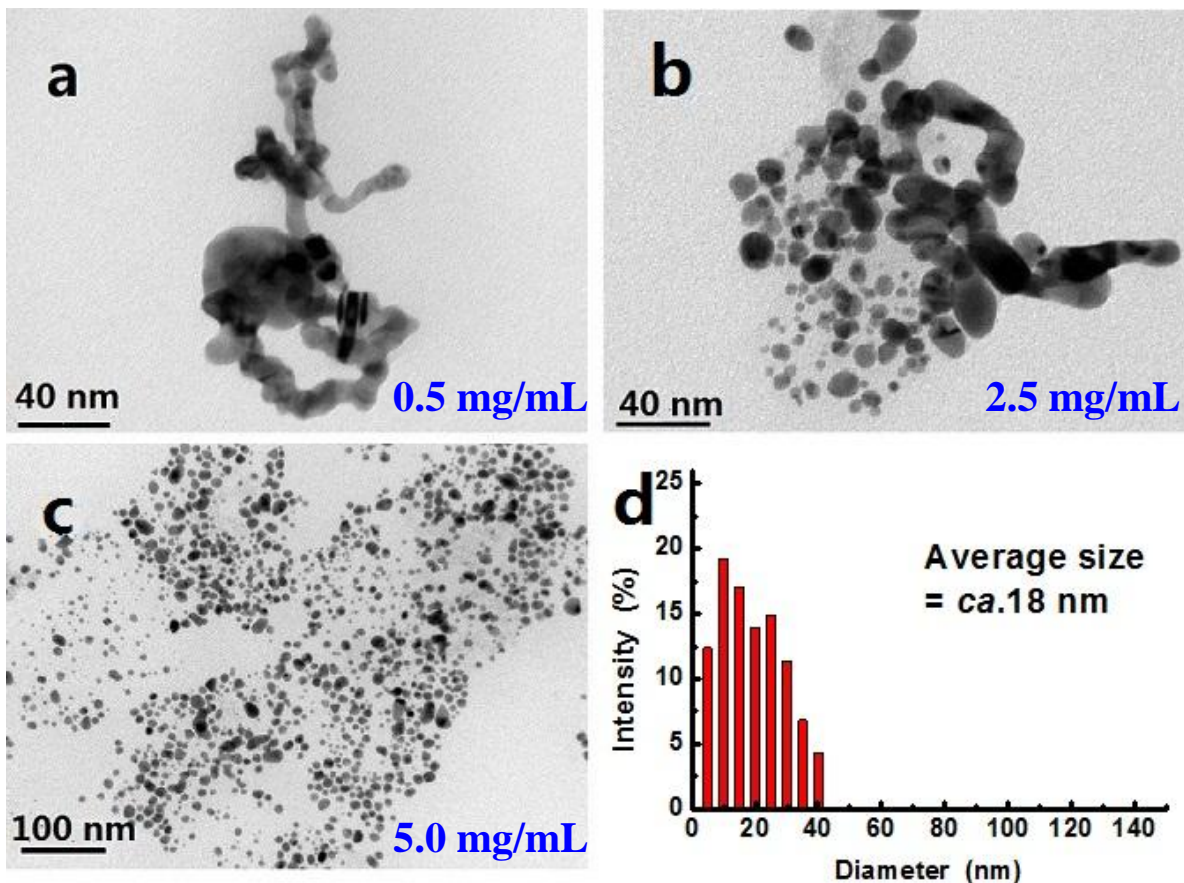 a
40 nm
0.5 mg/mL
b
40 nm
2.5 mg/mL
c
100 nm
5.0 mg/mL
d
Average size
= ca.18 nm
Intensity (%)
25
20
15
10
5
0
0 20 40 60 80 100 120 140
Diameter (nm)